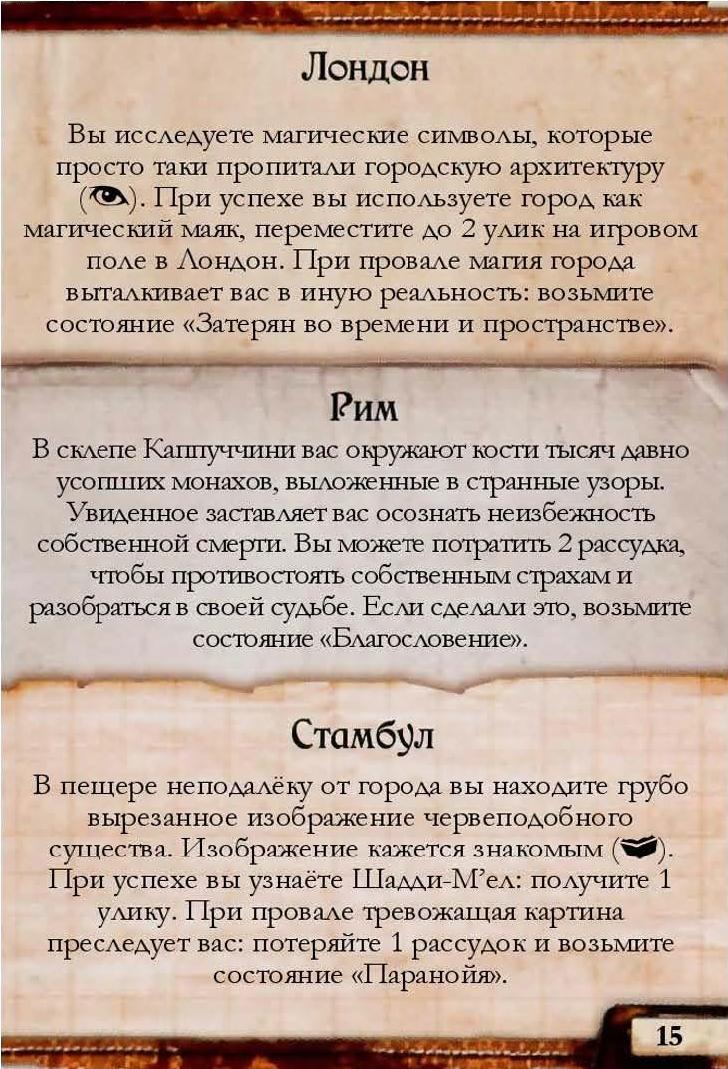 Лондон
Вы исследуете магические символы, которые
просто таки пропитали городскую архитектуру
(). При успехе вы используете город как
магический маяк, переместите до 2 улик на игровом
поле в Лондон. При провале магия города
выталкивает вас в иную реальность: возьмите
состояние «Затерян во времени и пространстве».
Рим
В склепе Каппуччини вас окружают кости тысяч давно
усопших монахов, выложенные в странные узоры.
Увиденное заставляет вас осознать неизбежность
собственной смерти. Вы можете потратить 2 рассудка,
чтобы противостоять собственным страхам и
разобраться в своей судьбе. Если сделали это, возьмите
состояние «Благословение».
Стамбул
В пещере неподалёку от города вы находите грубо
вырезанное изображение червеподобного
существа. Изображение кажется знакомым ().
При успехе вы узнаёте Шадди-М’ел: получите 1
улику. При провале тревожащая картина
преследует вас: потеряйте 1 рассудок и возьмите
состояние «Паранойя».
15